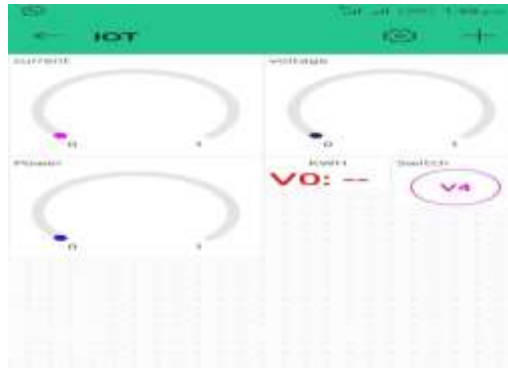 IOT
current
voltage
0 1
0 1
Power
KWH
Switch
V0: --
V4
0 1